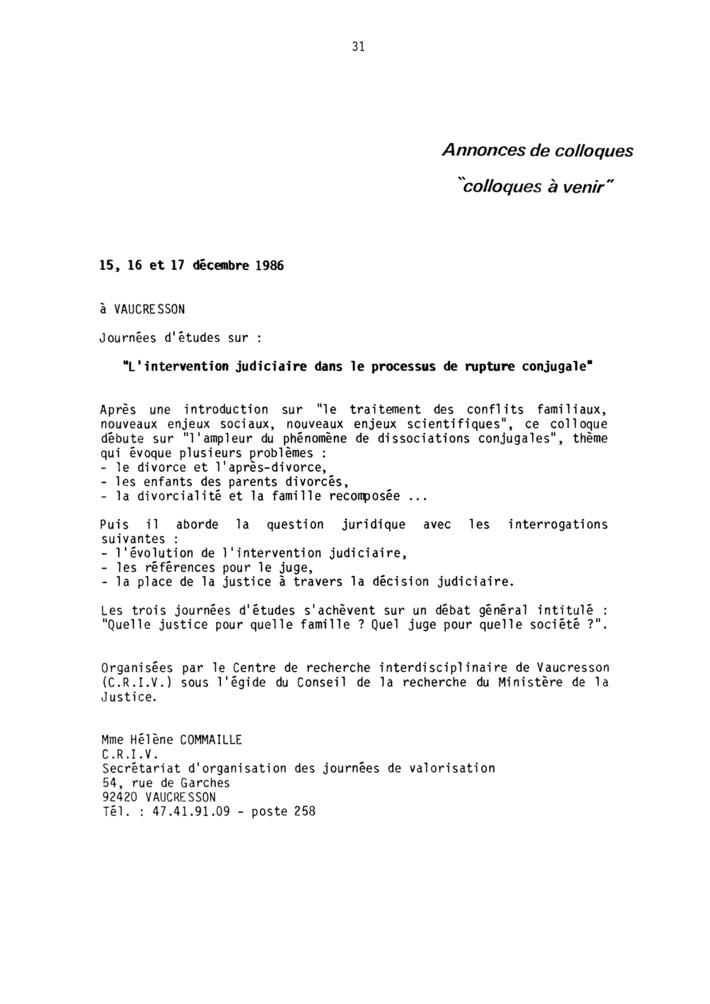 31
Annonces de colloques
"colloques à venir"
15, 16 et 17 décembre 1986
à VAUCRESSON
Journées d'études sur :
"L'intervention judiciaire dans le processus de rupture conjugale"
Après une introduction sur "le traitement des conflits familiaux,
nouveaux enjeux sociaux, nouveaux enjeux scientifiques", ce colloque
débute sur "l'ampleur du phénomène de dissociations conjugales", thème
qui évoque plusieurs problèmes :
- le divorce et l'après-divorce,
- les enfants des parents divorcés,
- la divorcialité et la famille recomposée ...
Puis il aborde la question juridique avec les interrogations
suivantes :
- l'évolution de l'intervention judiciaire,
- les références pour le juge,
- la place de la justice à travers la décision judiciaire.
Les trois journées d'études s'achèvent sur un débat général intitulé :
"Quelle justice pour quelle famille ? Quel juge pour quelle société ?".
Organisées par le Centre de recherche interdisciplinaire de Vaucresson
(C.R.I.V.) sous l'égide du Conseil de la recherche du Ministère de la
Justice.
Mme Hélène COMMAILLE
C.R.I.V.
Secrétariat d'organisation des journées de valorisation
54, rue de Garches
92420 VAUCRESSON
Tél. : 47.41.91.09 - poste 258